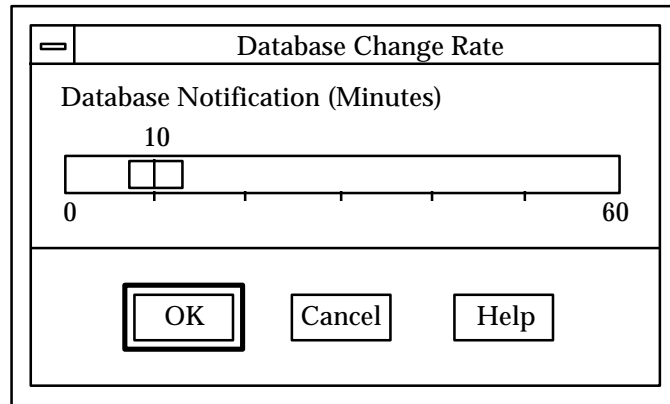 Database Change Rate
Database Notification (Minutes)
10
0 60
OK Cancel Help